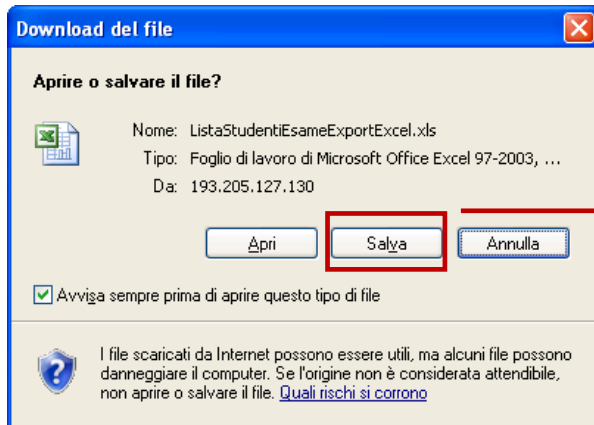 Download del file
Aprire o salvare il file?
Nome: ListaStudentiEsameExportExcel.xls
Tipo: Foglio di lavoro di Microsoft Office Excel 97-2003, ...
Da: 193.205.127.130
Apri Salva Annulla
Avvisa sempre prima di aprire questo tipo di file
I file scaricati da Internet possono essere utili, ma alcuni file possono
danneggiare il computer. Se l'origine non è considerata attendibile,
non aprire o salvare il file. Quali rischi si corrono